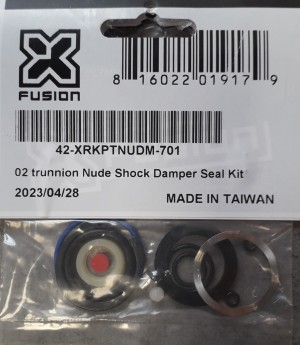 X
FUSION
8 16022 01917 9
42-XRKPTNUDM-701
02 trunnion Nude Shock Damper Seal Kit
2023/04/28
MADE IN TAIWAN